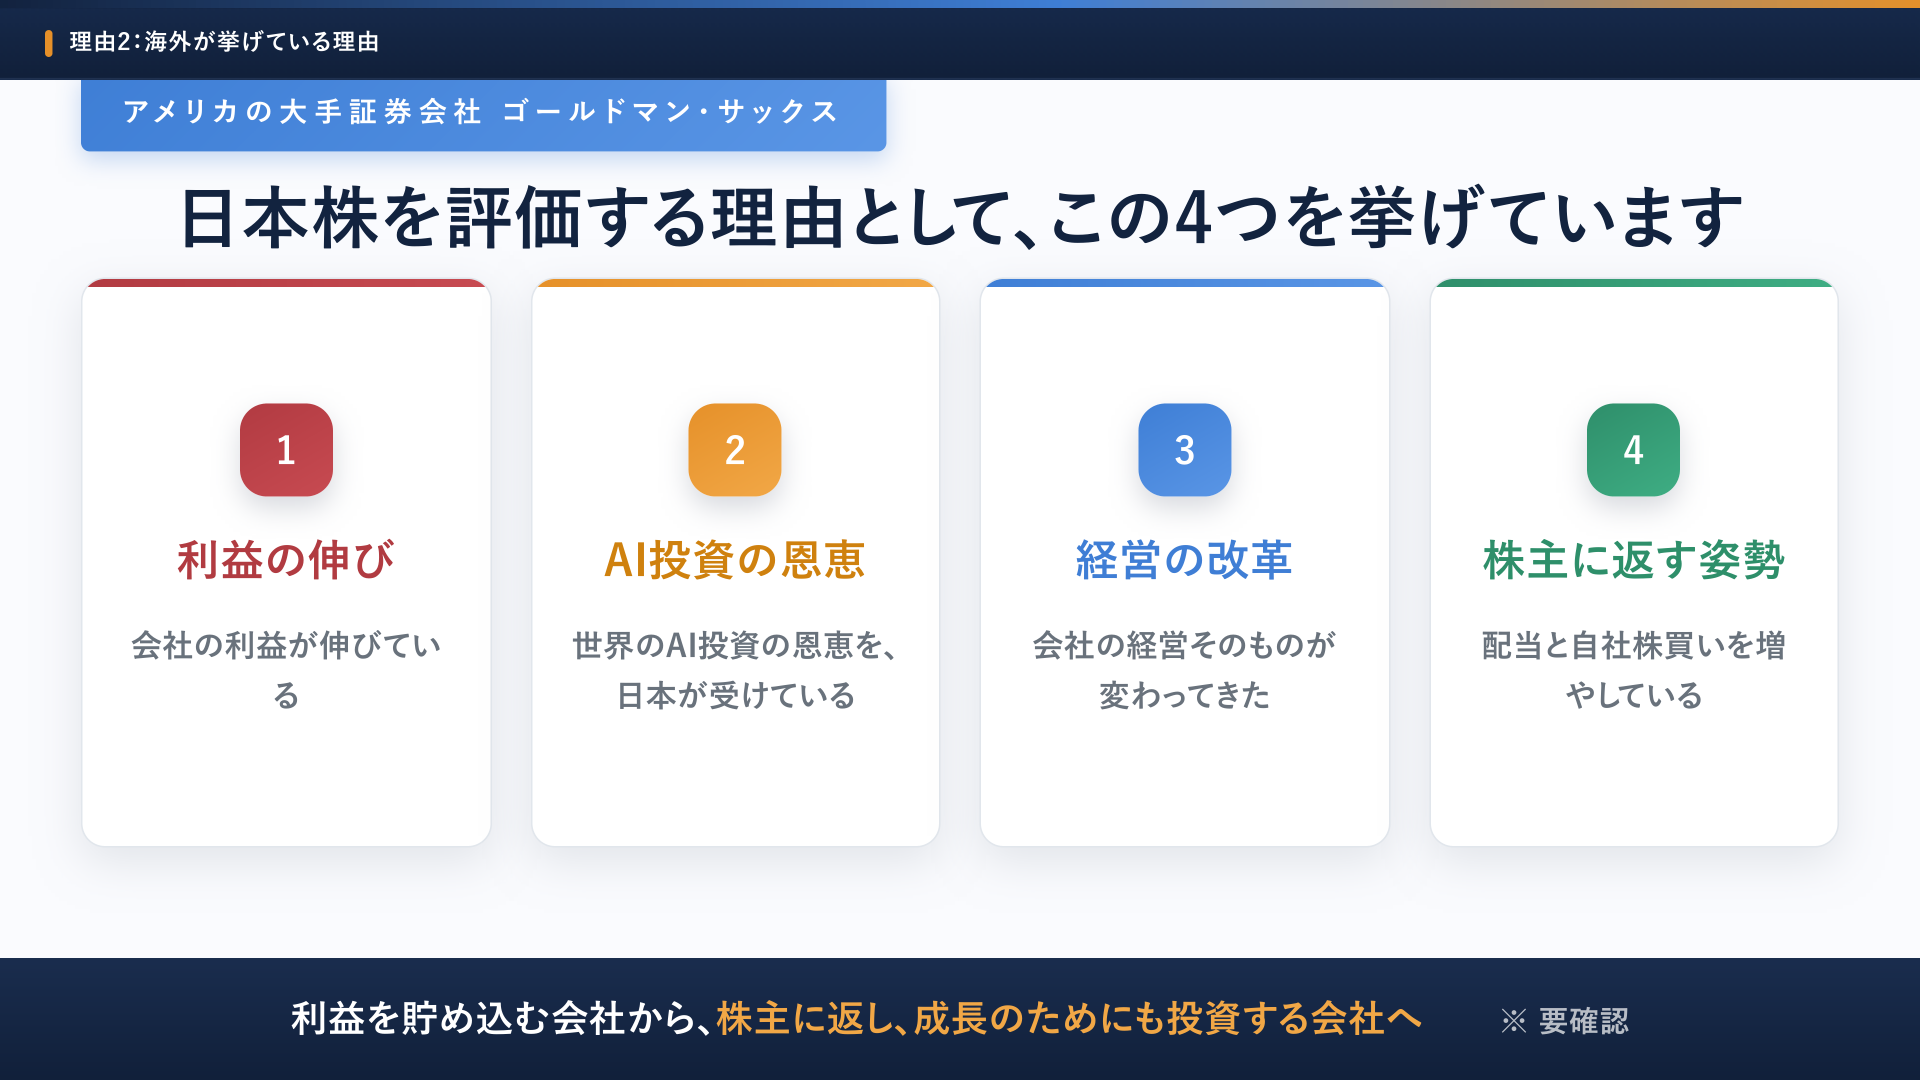 理由2：海外が挙げている理由
アメリカの大手証券会社 ゴールドマン・サックス
日本株を評価する理由として、この4つを挙げています
1
利益の伸び
会社の利益が伸びてい
る
2
AI投資の恩恵
世界のAI投資の恩恵を、
日本が受けている
3
経営の改革
会社の経営そのものが
変わってきた
4
株主に返す姿勢
配当と自社株買いを増
やしている
利益を貯め込む会社から、株主に返し、成長のためにも投資する会社へ ※ 要確認